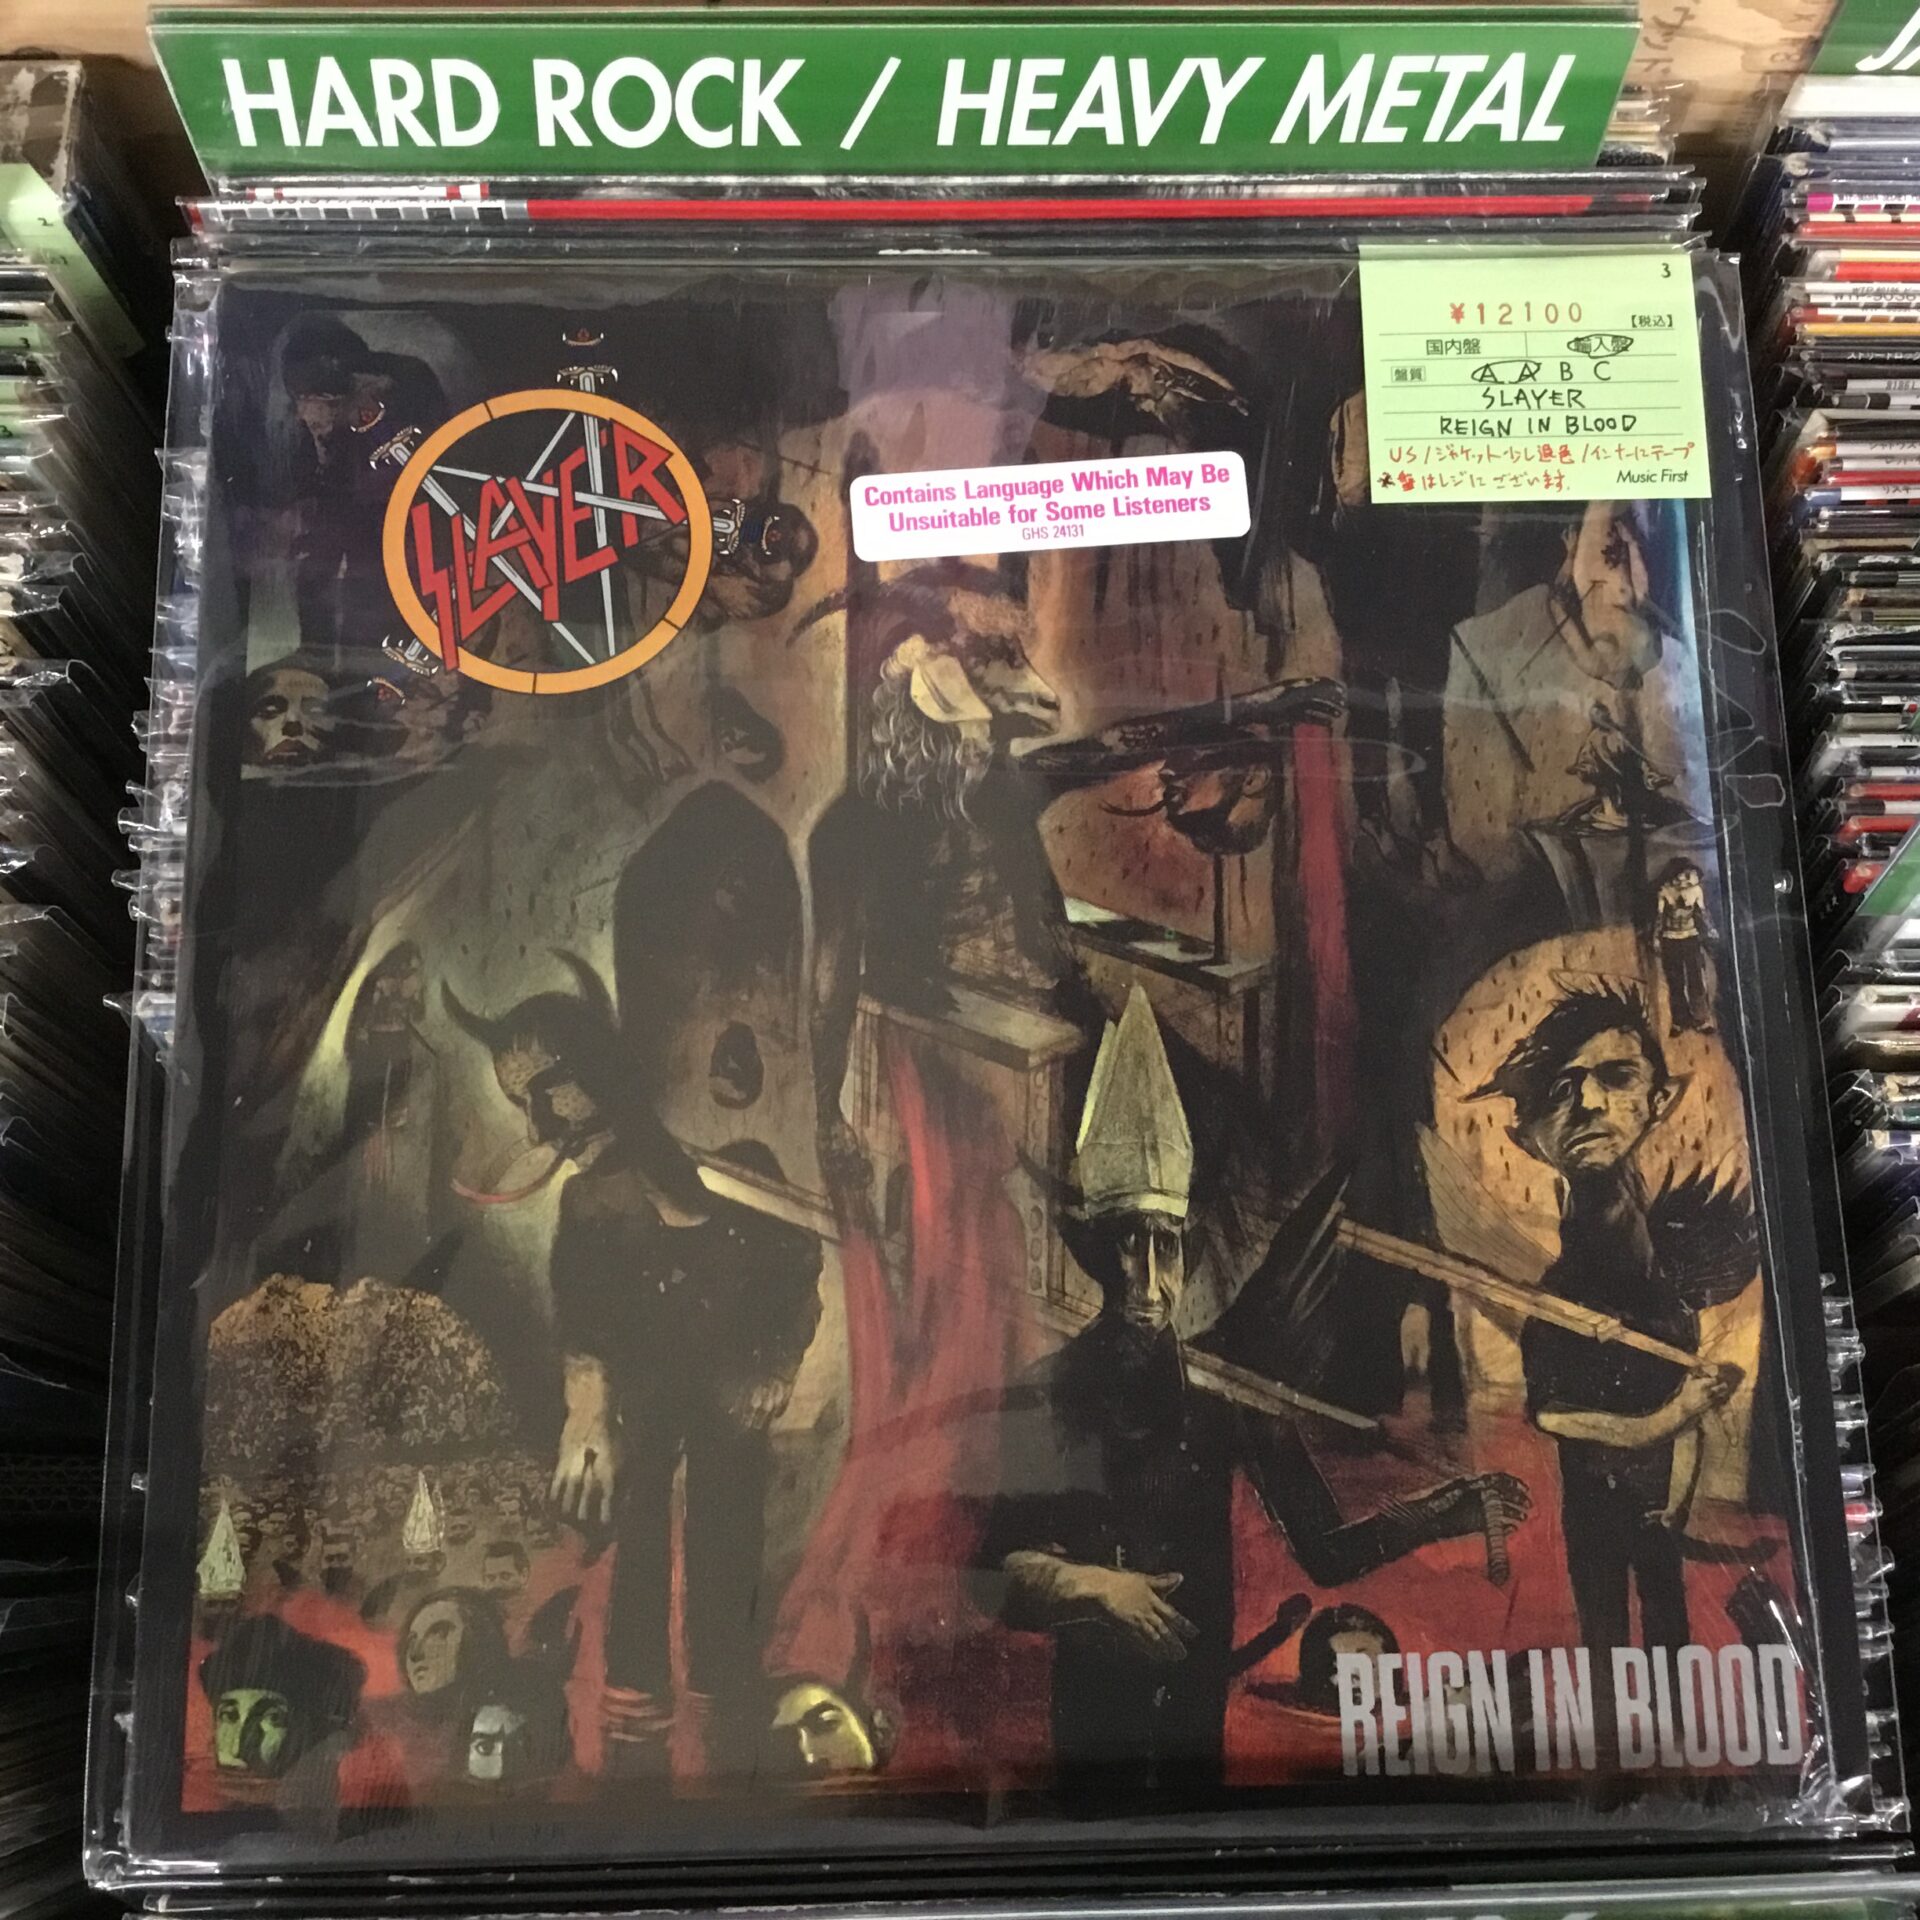 HARD ROCK / HEAVY METAL
3
¥12100 【税込】
国内盤 輸入盤
盤質 A A' B C
SLAYER
REIGN IN BLOOD
US/ジャケット少し退色/インナーにテープ
*盤はレジにございます。
Music First
SLAYER
Contains Language Which May Be
Unsuitable for Some Listeners
GHS 24131
REIGN IN BLOOD